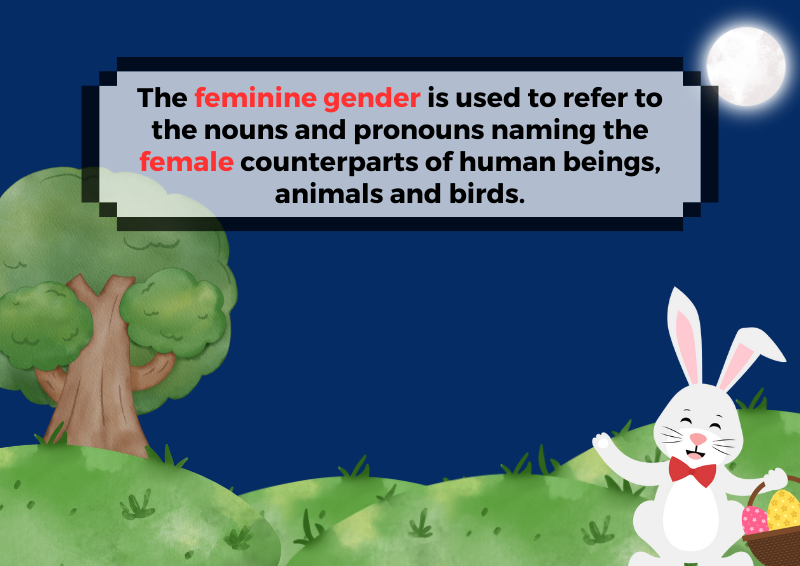 The feminine gender is used to refer to
the nouns and pronouns naming the
female counterparts of human beings,
animals and birds.